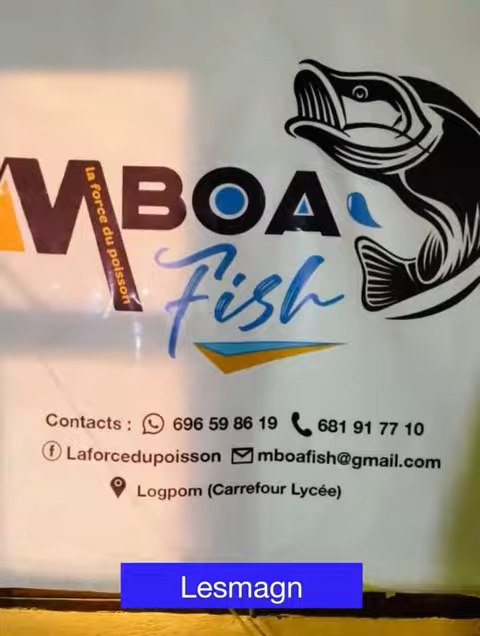 MBOA
la force du poisson
Fish
Contacts : 696 59 86 19 681 91 77 10
Laforcedupoisson mboafish@gmail.com
Logpom (Carrefour Lycée)
Lesmagn